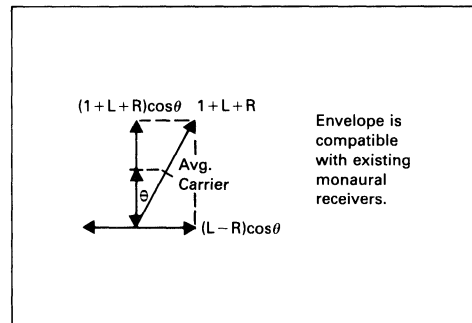 (1+L+R)cosθ 1+L+R
Avg.
Carrier
θ
(L−R)cosθ
Envelope is
compatible
with existing
monaural
receivers.